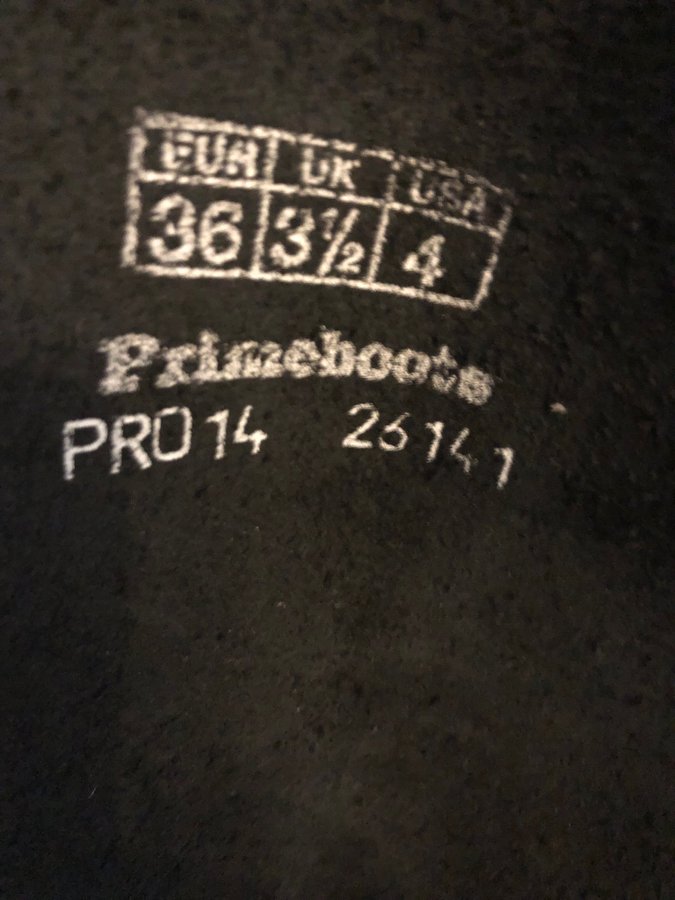 EUR UK USA
36 3½ 4
Primeboots
PRO14 26141